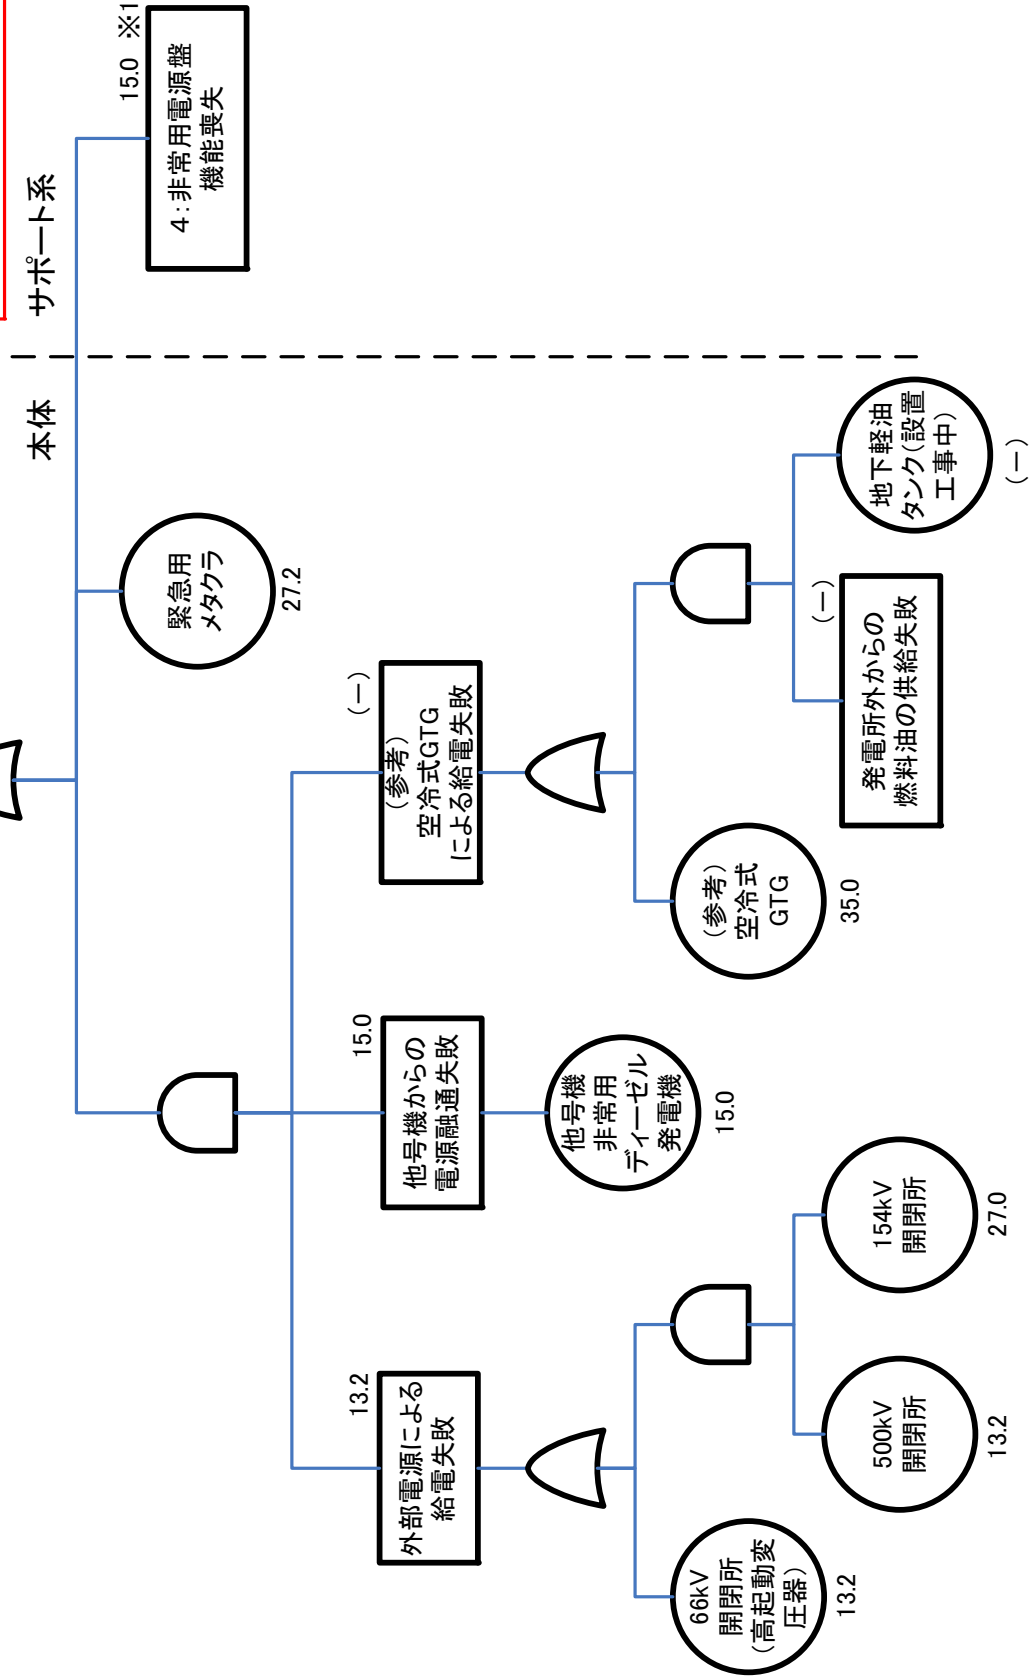 本体
サポート系
15.0 ※1
4:非常用電源盤
機能喪失
緊急用
メタクラ
27.2
13.2
外部電源による
給電失敗
15.0
他号機からの
電源融通失敗
(-)
(参考)
空冷式GTG
による給電失敗
他号機
非常用
ディーゼル
発電機
15.0
66kV
開閉所
(高起動変
圧器)
13.2
500kV
開閉所
13.2
154kV
開閉所
27.0
(参考)
空冷式
GTG
35.0
(-)
発電所外からの
燃料油の供給失敗
地下軽油
タンク(設置
工事中)
(-)